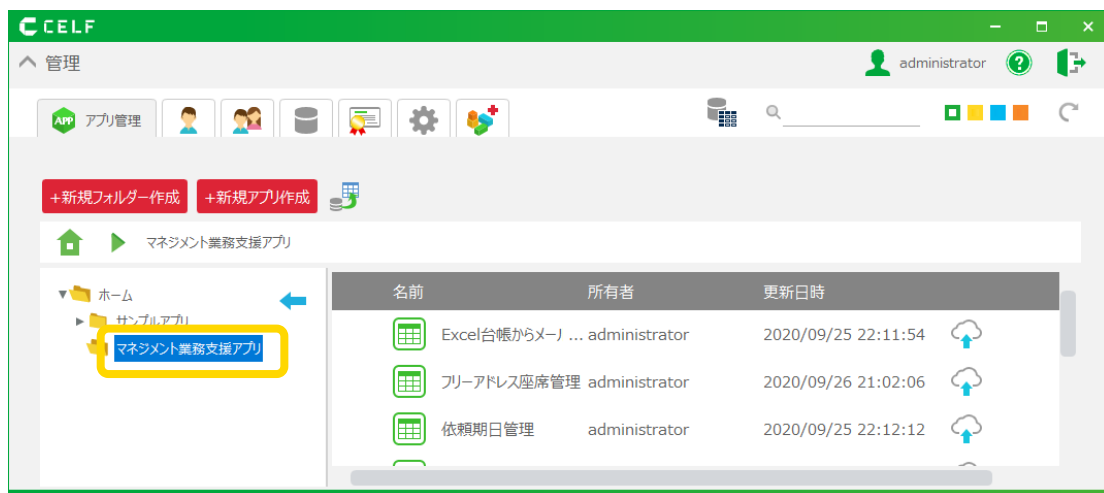 CELF
管理
administrator
APP アプリ管理
+新規フォルダー作成 +新規アプリ作成
マネジメント業務支援アプリ
ホーム
サンプルアプリ
マネジメント業務支援アプリ
名前 所有者 更新日時
Excel台帳からメー... administrator 2020/09/25 22:11:54
フリーアドレス座席管理 administrator 2020/09/26 21:02:06
依頼期日管理 administrator 2020/09/25 22:12:12